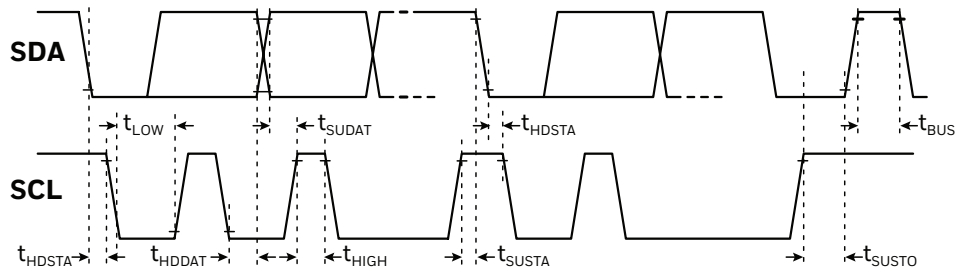 SDA
tLOW
tSUDAT
tHDSTA
tBUS
SCL
tHDSTA
tHDDAT
tHIGH
tSUSTA
tSUSTO